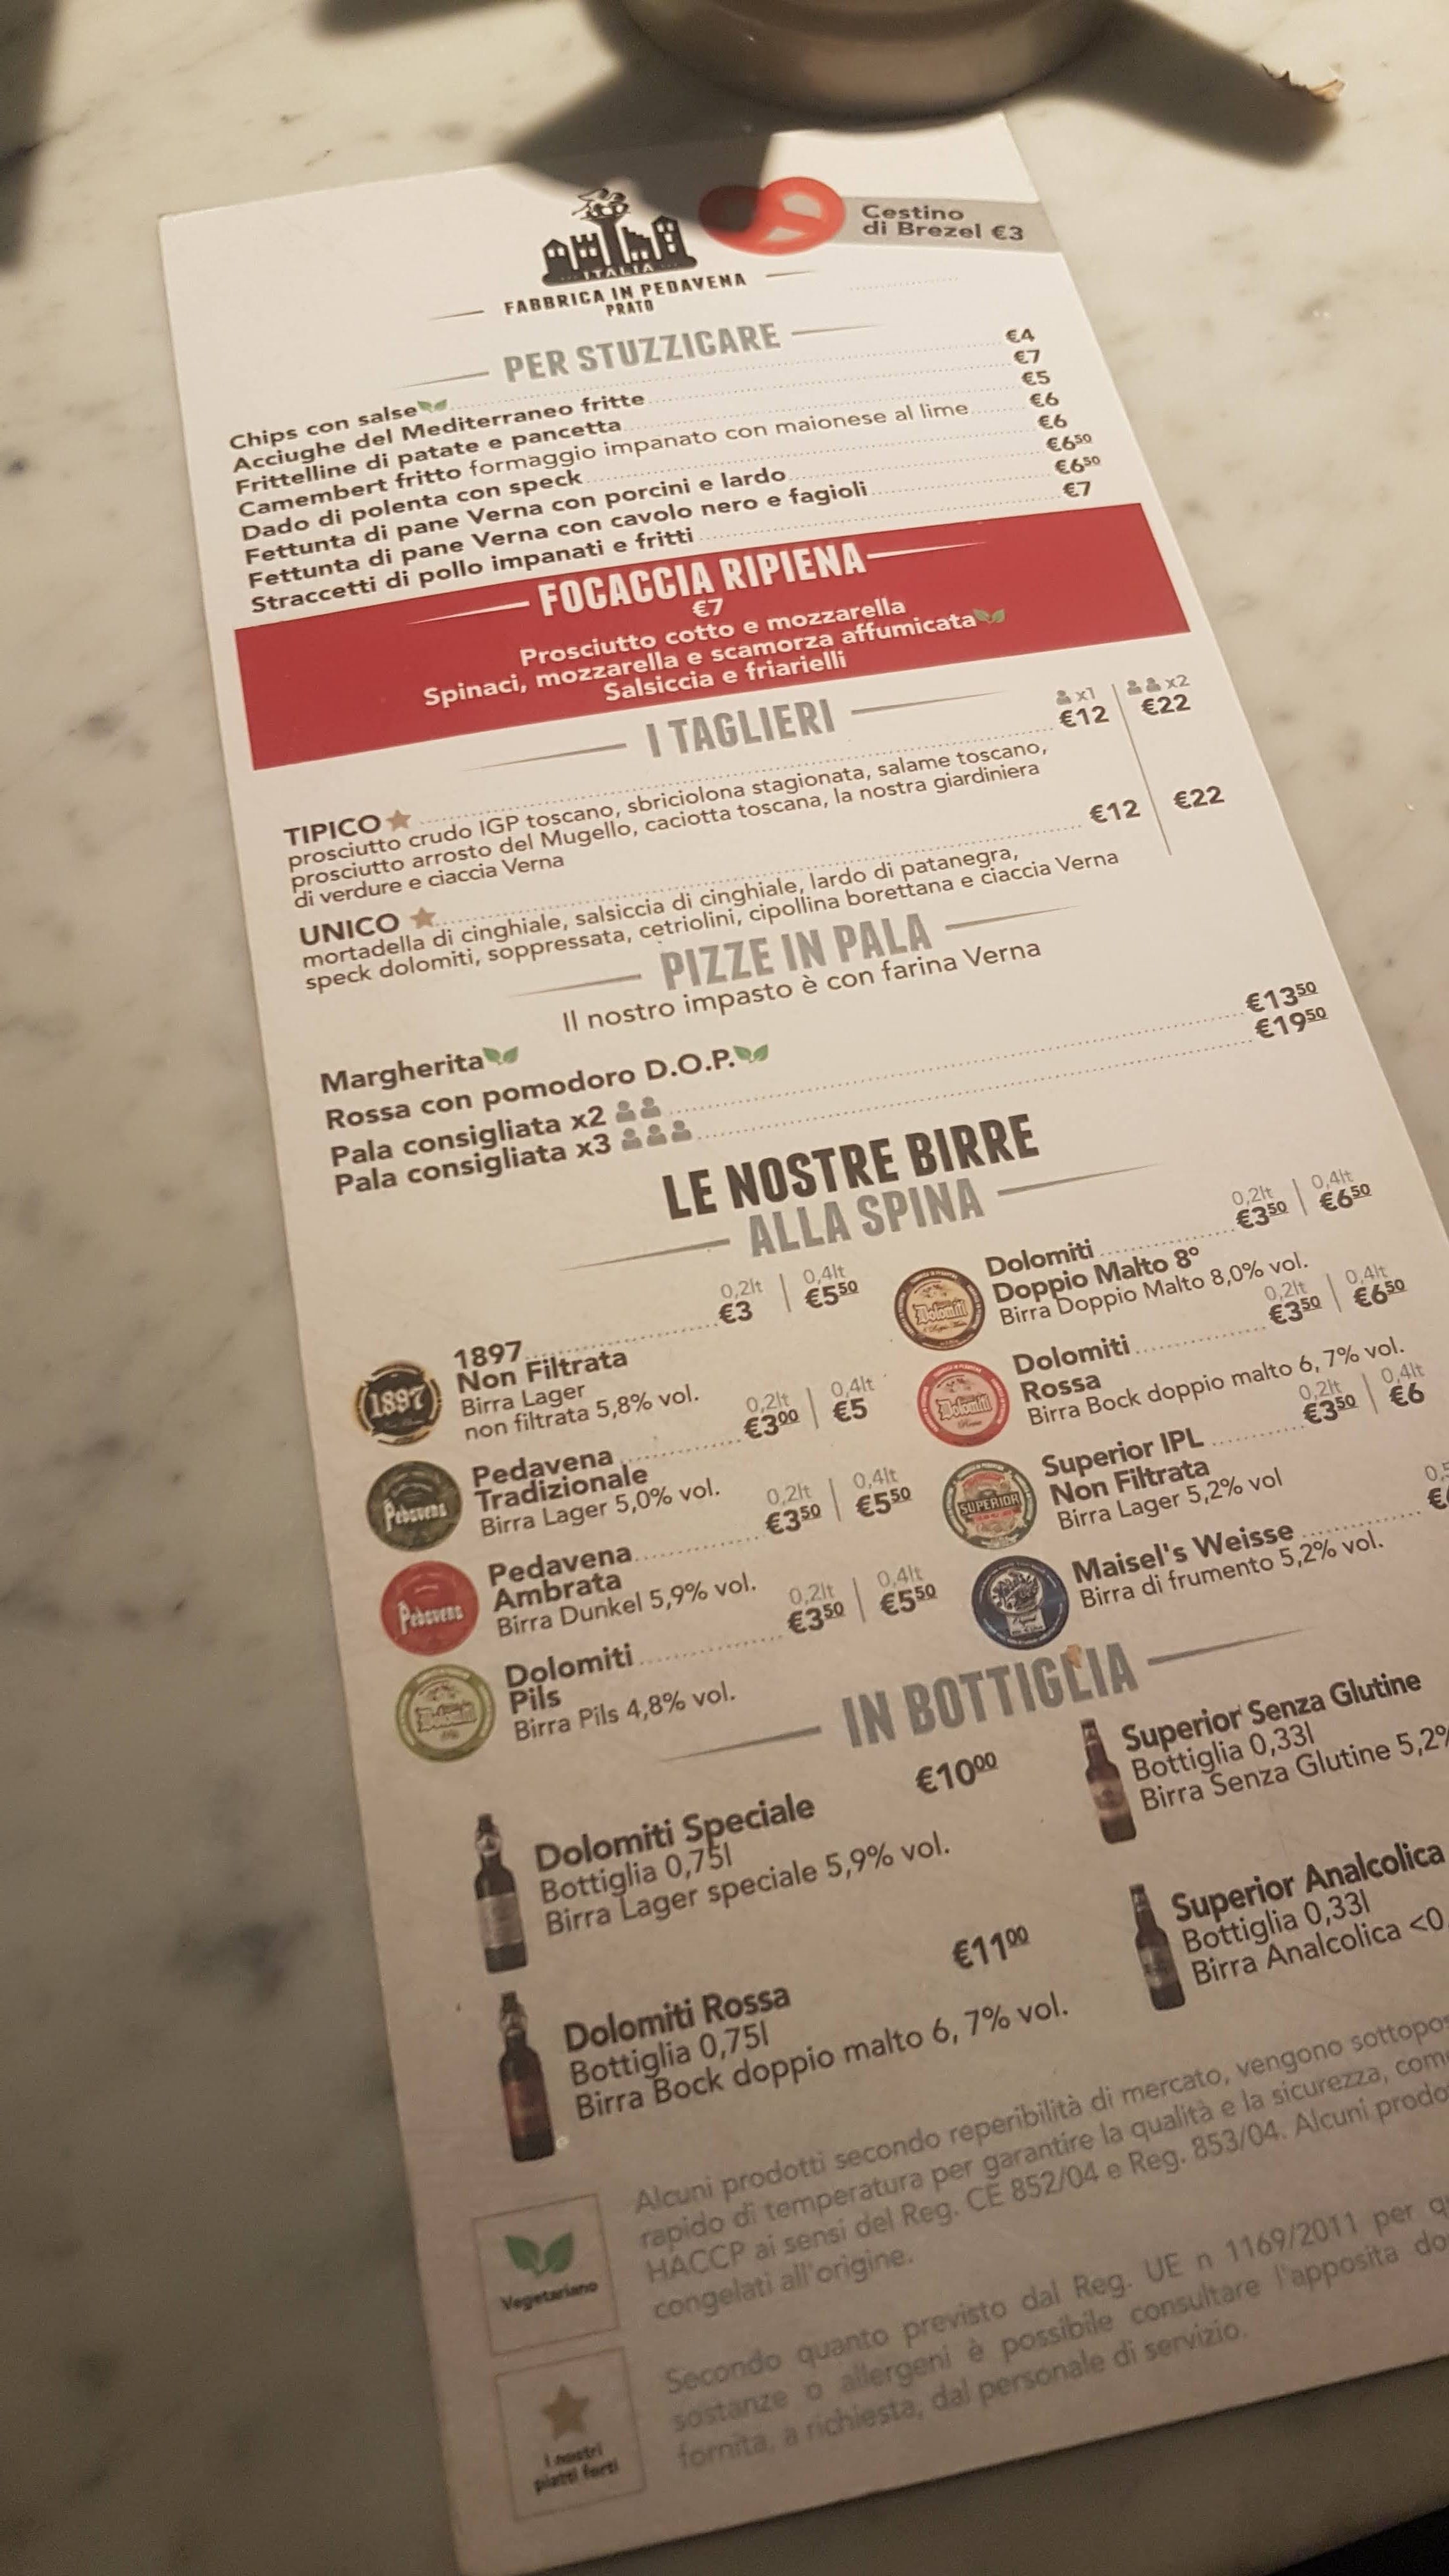 Cestino
di Brezel €3
ITALIA
FABBRICA IN PEDAVENA
PRATO
PER STUZZICARE
Chips con salse €4
Acciughe del Mediterraneo fritte €7
Frittelline di patate e pancetta €5
Camembert fritto formaggio impanato con maionese al lime €6
Dado di polenta con speck €6
Fettunta di pane Verna con porcini e lardo €6⁵⁰
Fettunta di pane Verna con cavolo nero e fagioli €6⁵⁰
Straccetti di pollo impanati e fritti €7
FOCACCIA RIPIENA
€7
Prosciutto cotto e mozzarella
Spinaci, mozzarella e scamorza affumicata
Salsiccia e friarielli
I TAGLIERI
x1 | x2
TIPICO €12 €22
prosciutto crudo IGP toscano, sbriciolona stagionata, salame toscano,
prosciutto arrosto del Mugello, caciotta toscana, la nostra giardiniera
di verdure e ciaccia Verna
UNICO €12 €22
mortadella di cinghiale, salsiccia di cinghiale, lardo di patanegra,
speck dolomiti, soppressata, cetriolini, cipollina borettana e ciaccia Verna
PIZZE IN PALA
Il nostro impasto è con farina Verna
Margherita
Rossa con pomodoro D.O.P.
Pala consigliata x2 €13⁵⁰
Pala consigliata x3 €19⁵⁰
LE NOSTRE BIRRE
ALLA SPINA
0,2lt | 0,4lt
1897 €3 €5⁵⁰
Non Filtrata
Birra Lager
non filtrata 5,8% vol.
1897
0,2lt | 0,4lt
Pedavena €3⁰⁰ €5
Tradizionale
Birra Lager 5,0% vol.
Pedavena
0,2lt | 0,4lt
Pedavena €3⁵⁰ €5⁵⁰
Ambrata
Birra Dunkel 5,9% vol.
Pedavena
0,2lt | 0,4lt
Dolomiti €3⁵⁰ €5⁵⁰
Pils
Birra Pils 4,8% vol.
Dolomiti
0,2lt | 0,4lt
Dolomiti €3⁵⁰ €6⁵⁰
Doppio Malto 8°
Birra Doppio Malto 8,0% vol.
Dolomiti
0,2lt | 0,4lt
Dolomiti €3⁵⁰ €6⁵⁰
Rossa
Birra Bock doppio malto 6, 7% vol.
Dolomiti
0,2lt | 0,4lt
Superior IPL €3⁵⁰ €6
Non Filtrata
Birra Lager 5,2% vol
SUPERIOR
Maisel's Weisse
Birra di frumento 5,2% vol.
IN BOTTIGLIA
€10⁰⁰
Dolomiti Speciale
Bottiglia 0,75l
Birra Lager speciale 5,9% vol.
€11⁰⁰
Dolomiti Rossa
Bottiglia 0,75l
Birra Bock doppio malto 6, 7% vol.
Superior Senza Glutine
Bottiglia 0,33l
Birra Senza Glutine 5,2%
Superior Analcolica
Bottiglia 0,33l
Birra Analcolica <0,
Vegetariano
Alcuni prodotti secondo reperibilità di mercato, vengono sottopos
rapido di temperatura per garantire la qualità e la sicurezza, com
HACCP ai sensi del Reg. CE 852/04 e Reg. 853/04. Alcuni prodo
congelati all'origine.
I nostri
piatti forti
Secondo quanto previsto dal Reg. UE n 1169/2011 per q
sostanze o allergeni è possibile consultare l'apposita do
fornita, a richiesta, dal personale di servizio.